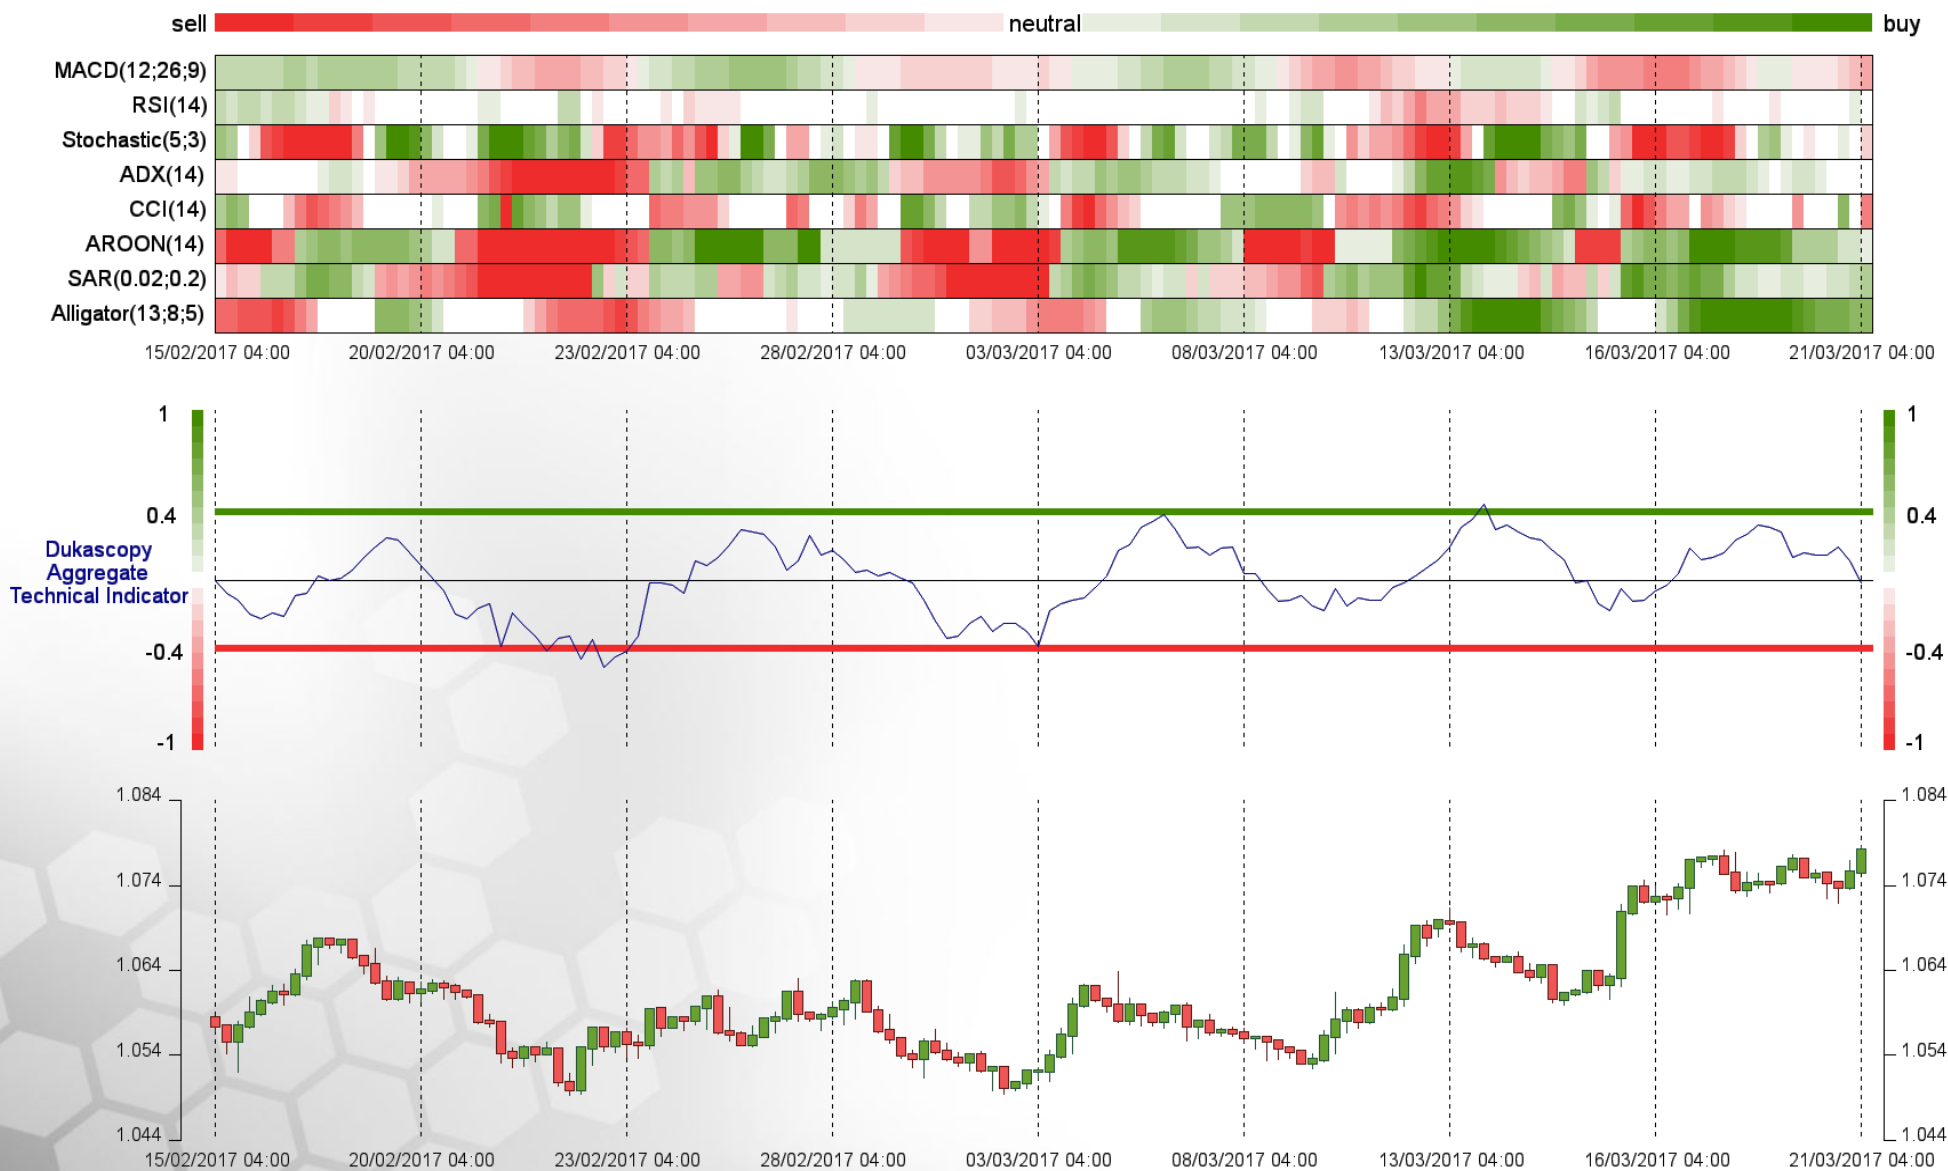 sell neutral buy
MACD(12;26;9)
RSI(14)
Stochastic(5;3)
ADX(14)
CCI(14)
AROON(14)
SAR(0.02;0.2)
Alligator(13;8;5)
15/02/2017 04:00 20/02/2017 04:00 23/02/2017 04:00 28/02/2017 04:00 03/03/2017 04:00 08/03/2017 04:00 13/03/2017 04:00 16/03/2017 04:00 21/03/2017 04:00
1 1
0.4 0.4
Dukascopy
Aggregate
Technical Indicator
-0.4 -0.4
-1 -1
1.084 1.084
1.074 1.074
1.064 1.064
1.054 1.054
1.044 1.044
15/02/2017 04:00 20/02/2017 04:00 23/02/2017 04:00 28/02/2017 04:00 03/03/2017 04:00 08/03/2017 04:00 13/03/2017 04:00 16/03/2017 04:00 21/03/2017 04:00